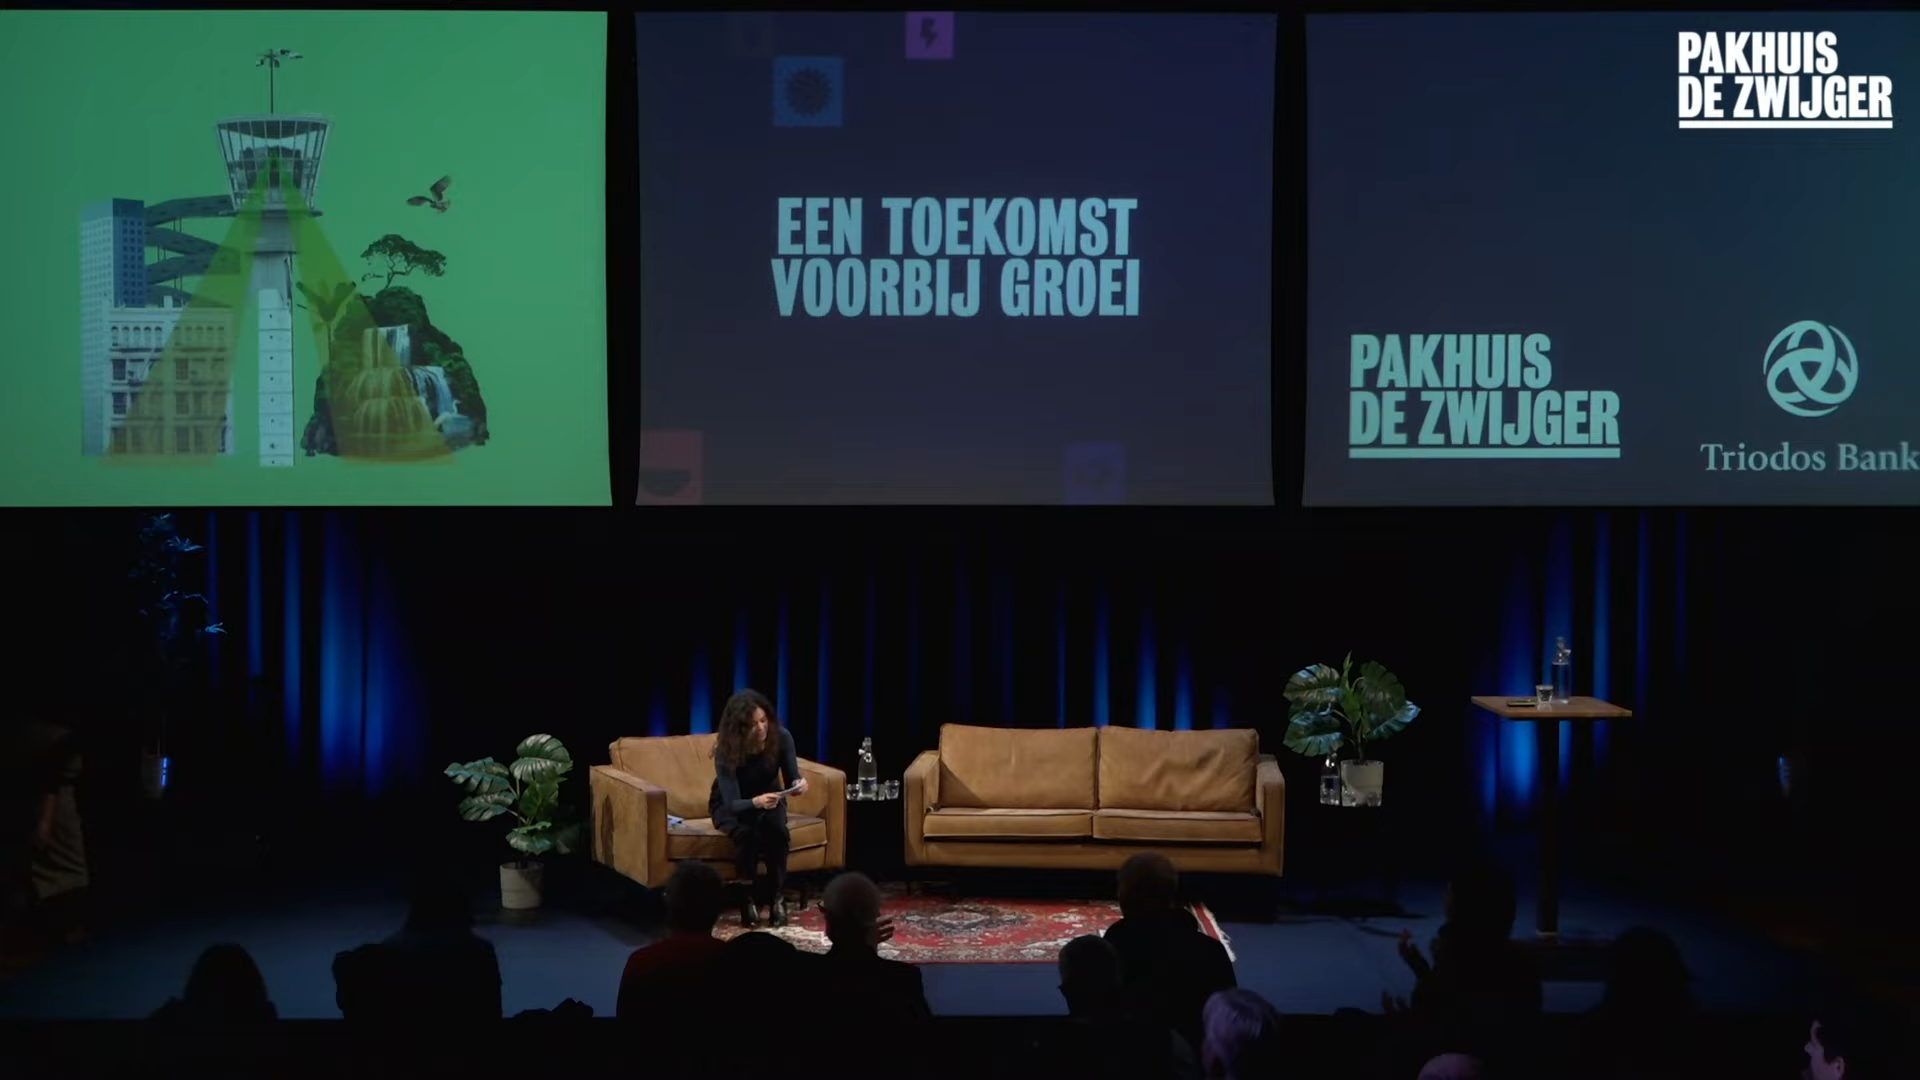 EEN TOEKOMST
VOORBIJ GROEI
PAKHUIS
DE ZWIJGER
PAKHUIS
DE ZWIJGER
Triodos Bank